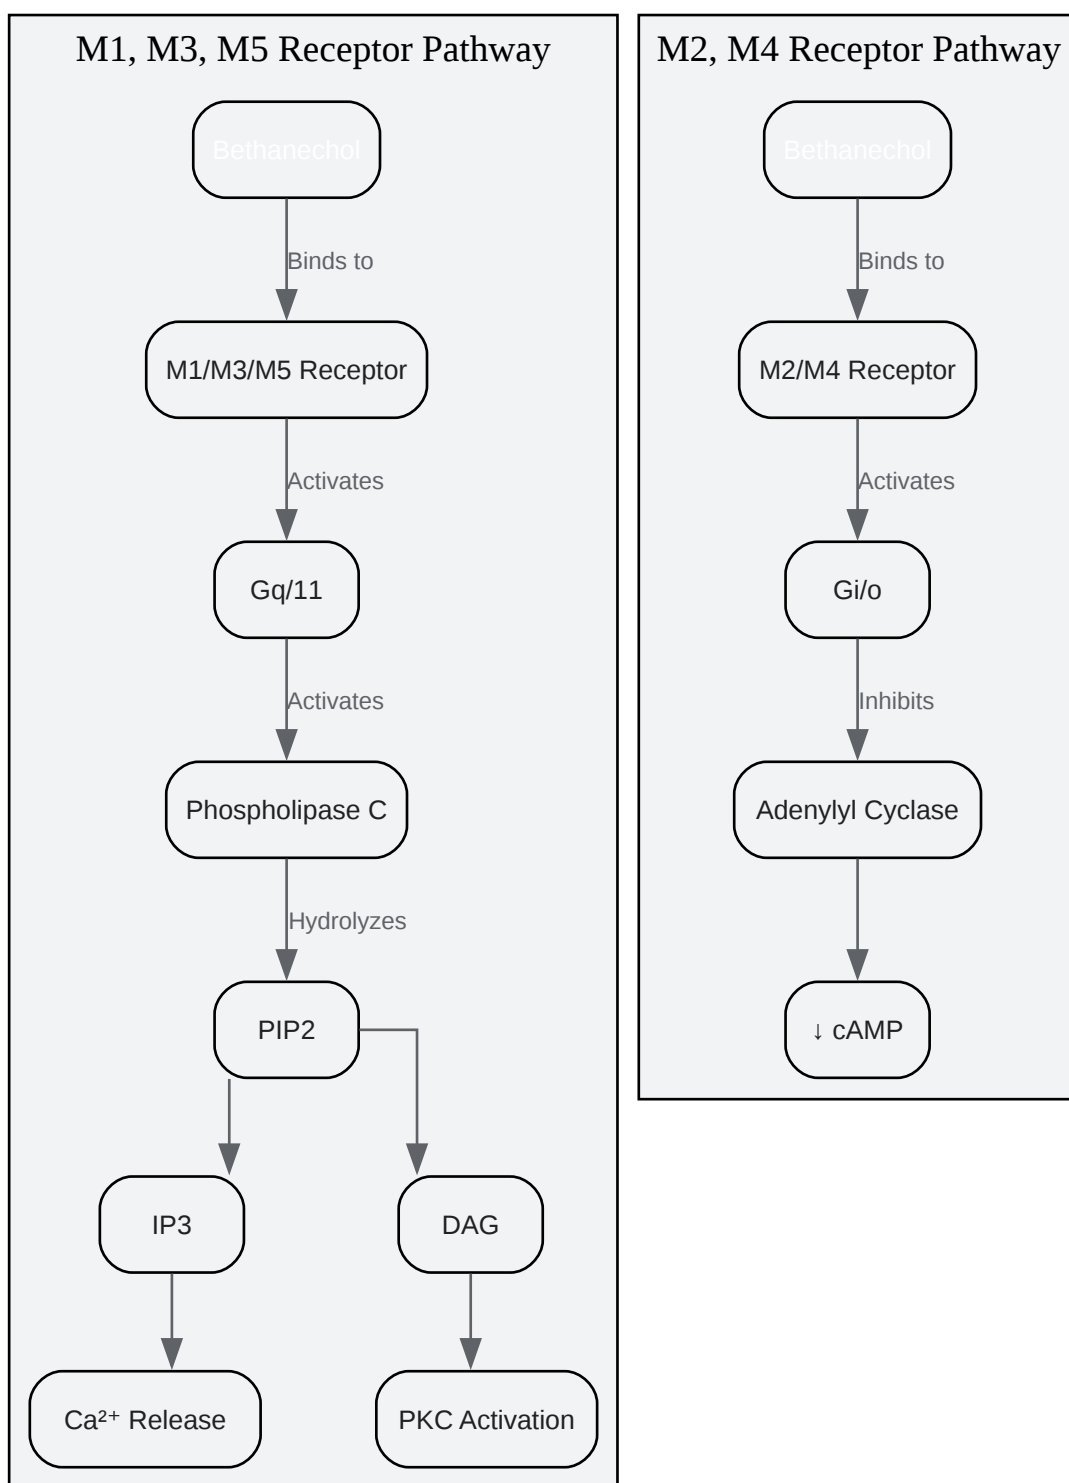 M1, M3, M5 Receptor Pathway
Bethanechol
Binds to
M1/M3/M5 Receptor
Activates
Gq/11
Activates
Phospholipase C
Hydrolyzes
PIP2
IP3
DAG
Ca²⁺ Release
PKC Activation
M2, M4 Receptor Pathway
Bethanechol
Binds to
M2/M4 Receptor
Activates
Gi/o
Inhibits
Adenylyl Cyclase
↓ cAMP